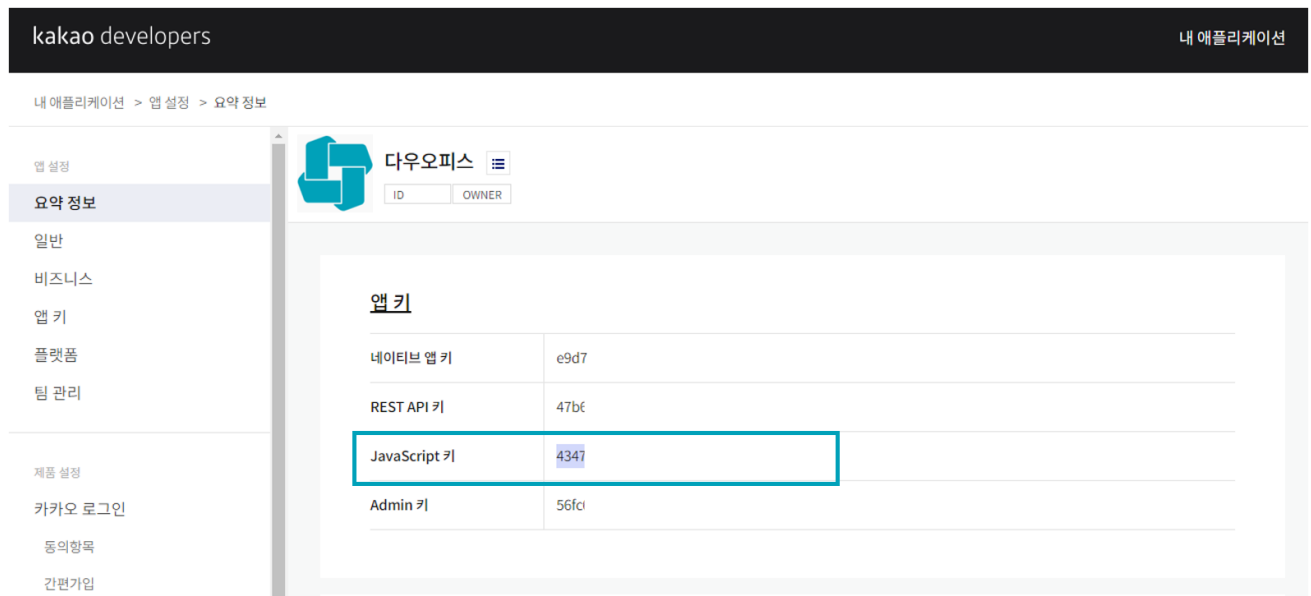 kakao developers
내 애플리케이션
내 애플리케이션 > 앱 설정 > 요약 정보
앱 설정
요약 정보
일반
비즈니스
앱 키
플랫폼
팀 관리
제품 설정
카카오 로그인
동의항목
간편가입
다우오피스
ID OWNER
앱 키
네이티브 앱 키 e9d7
REST API 키 47b6
JavaScript 키 4347
Admin 키 56fc